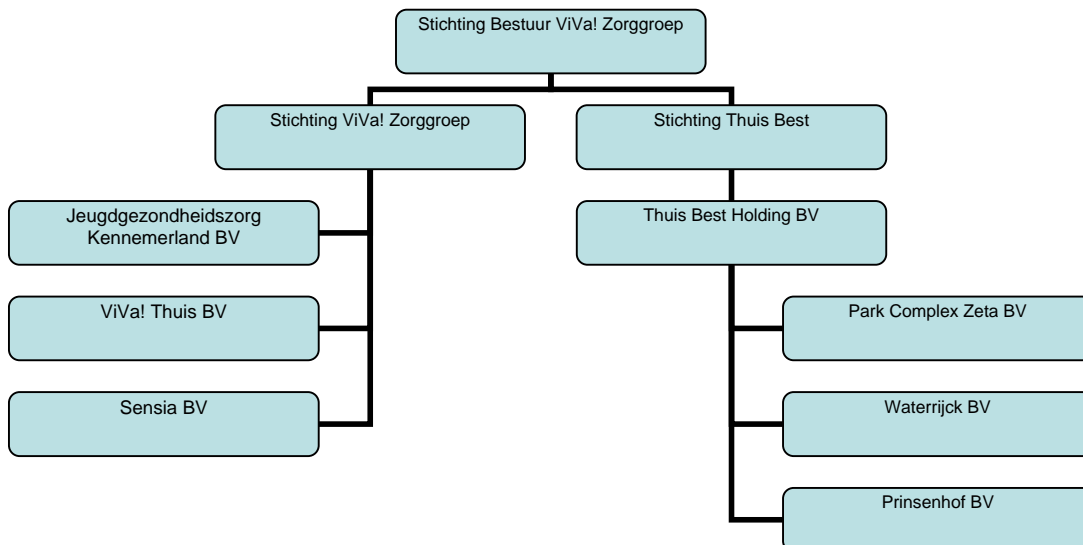 Stichting Bestuur ViVa! Zorggroep
Stichting ViVa! Zorggroep
Stichting Thuis Best
Jeugdgezondheidszorg
Kennemerland BV
Thuis Best Holding BV
ViVa! Thuis BV
Park Complex Zeta BV
Sensia BV
Waterrijck BV
Prinsenhof BV